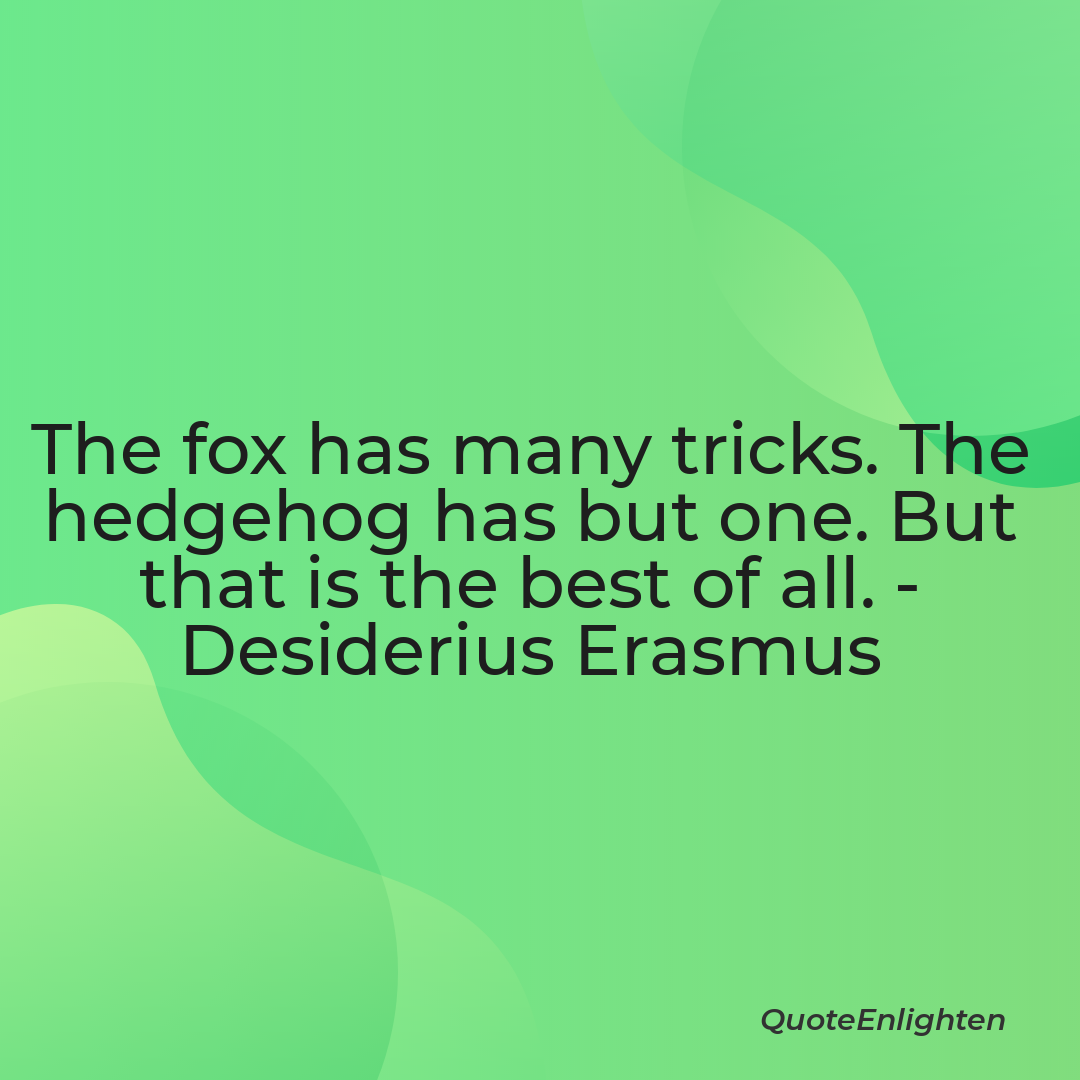 The fox has many tricks. The
hedgehog has but one. But
that is the best of all. -
Desiderius Erasmus
QuoteEnlighten